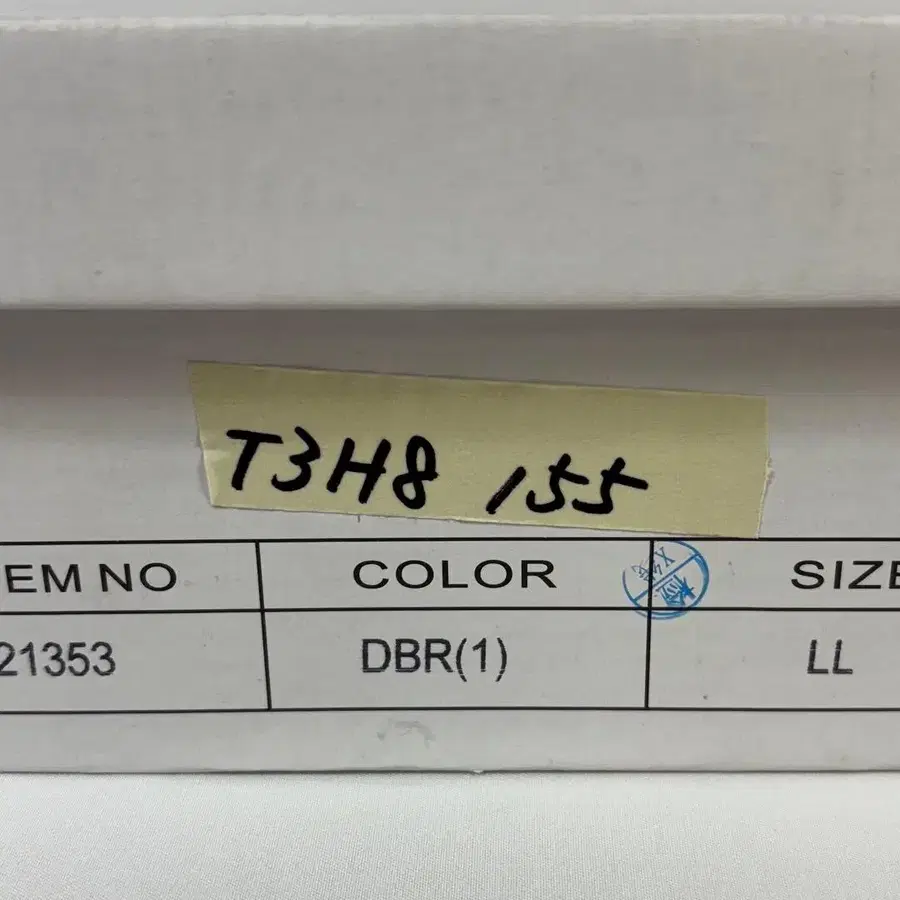 T3H8 155
EM NO COLOR SIZE
21353 DBR(1) LL